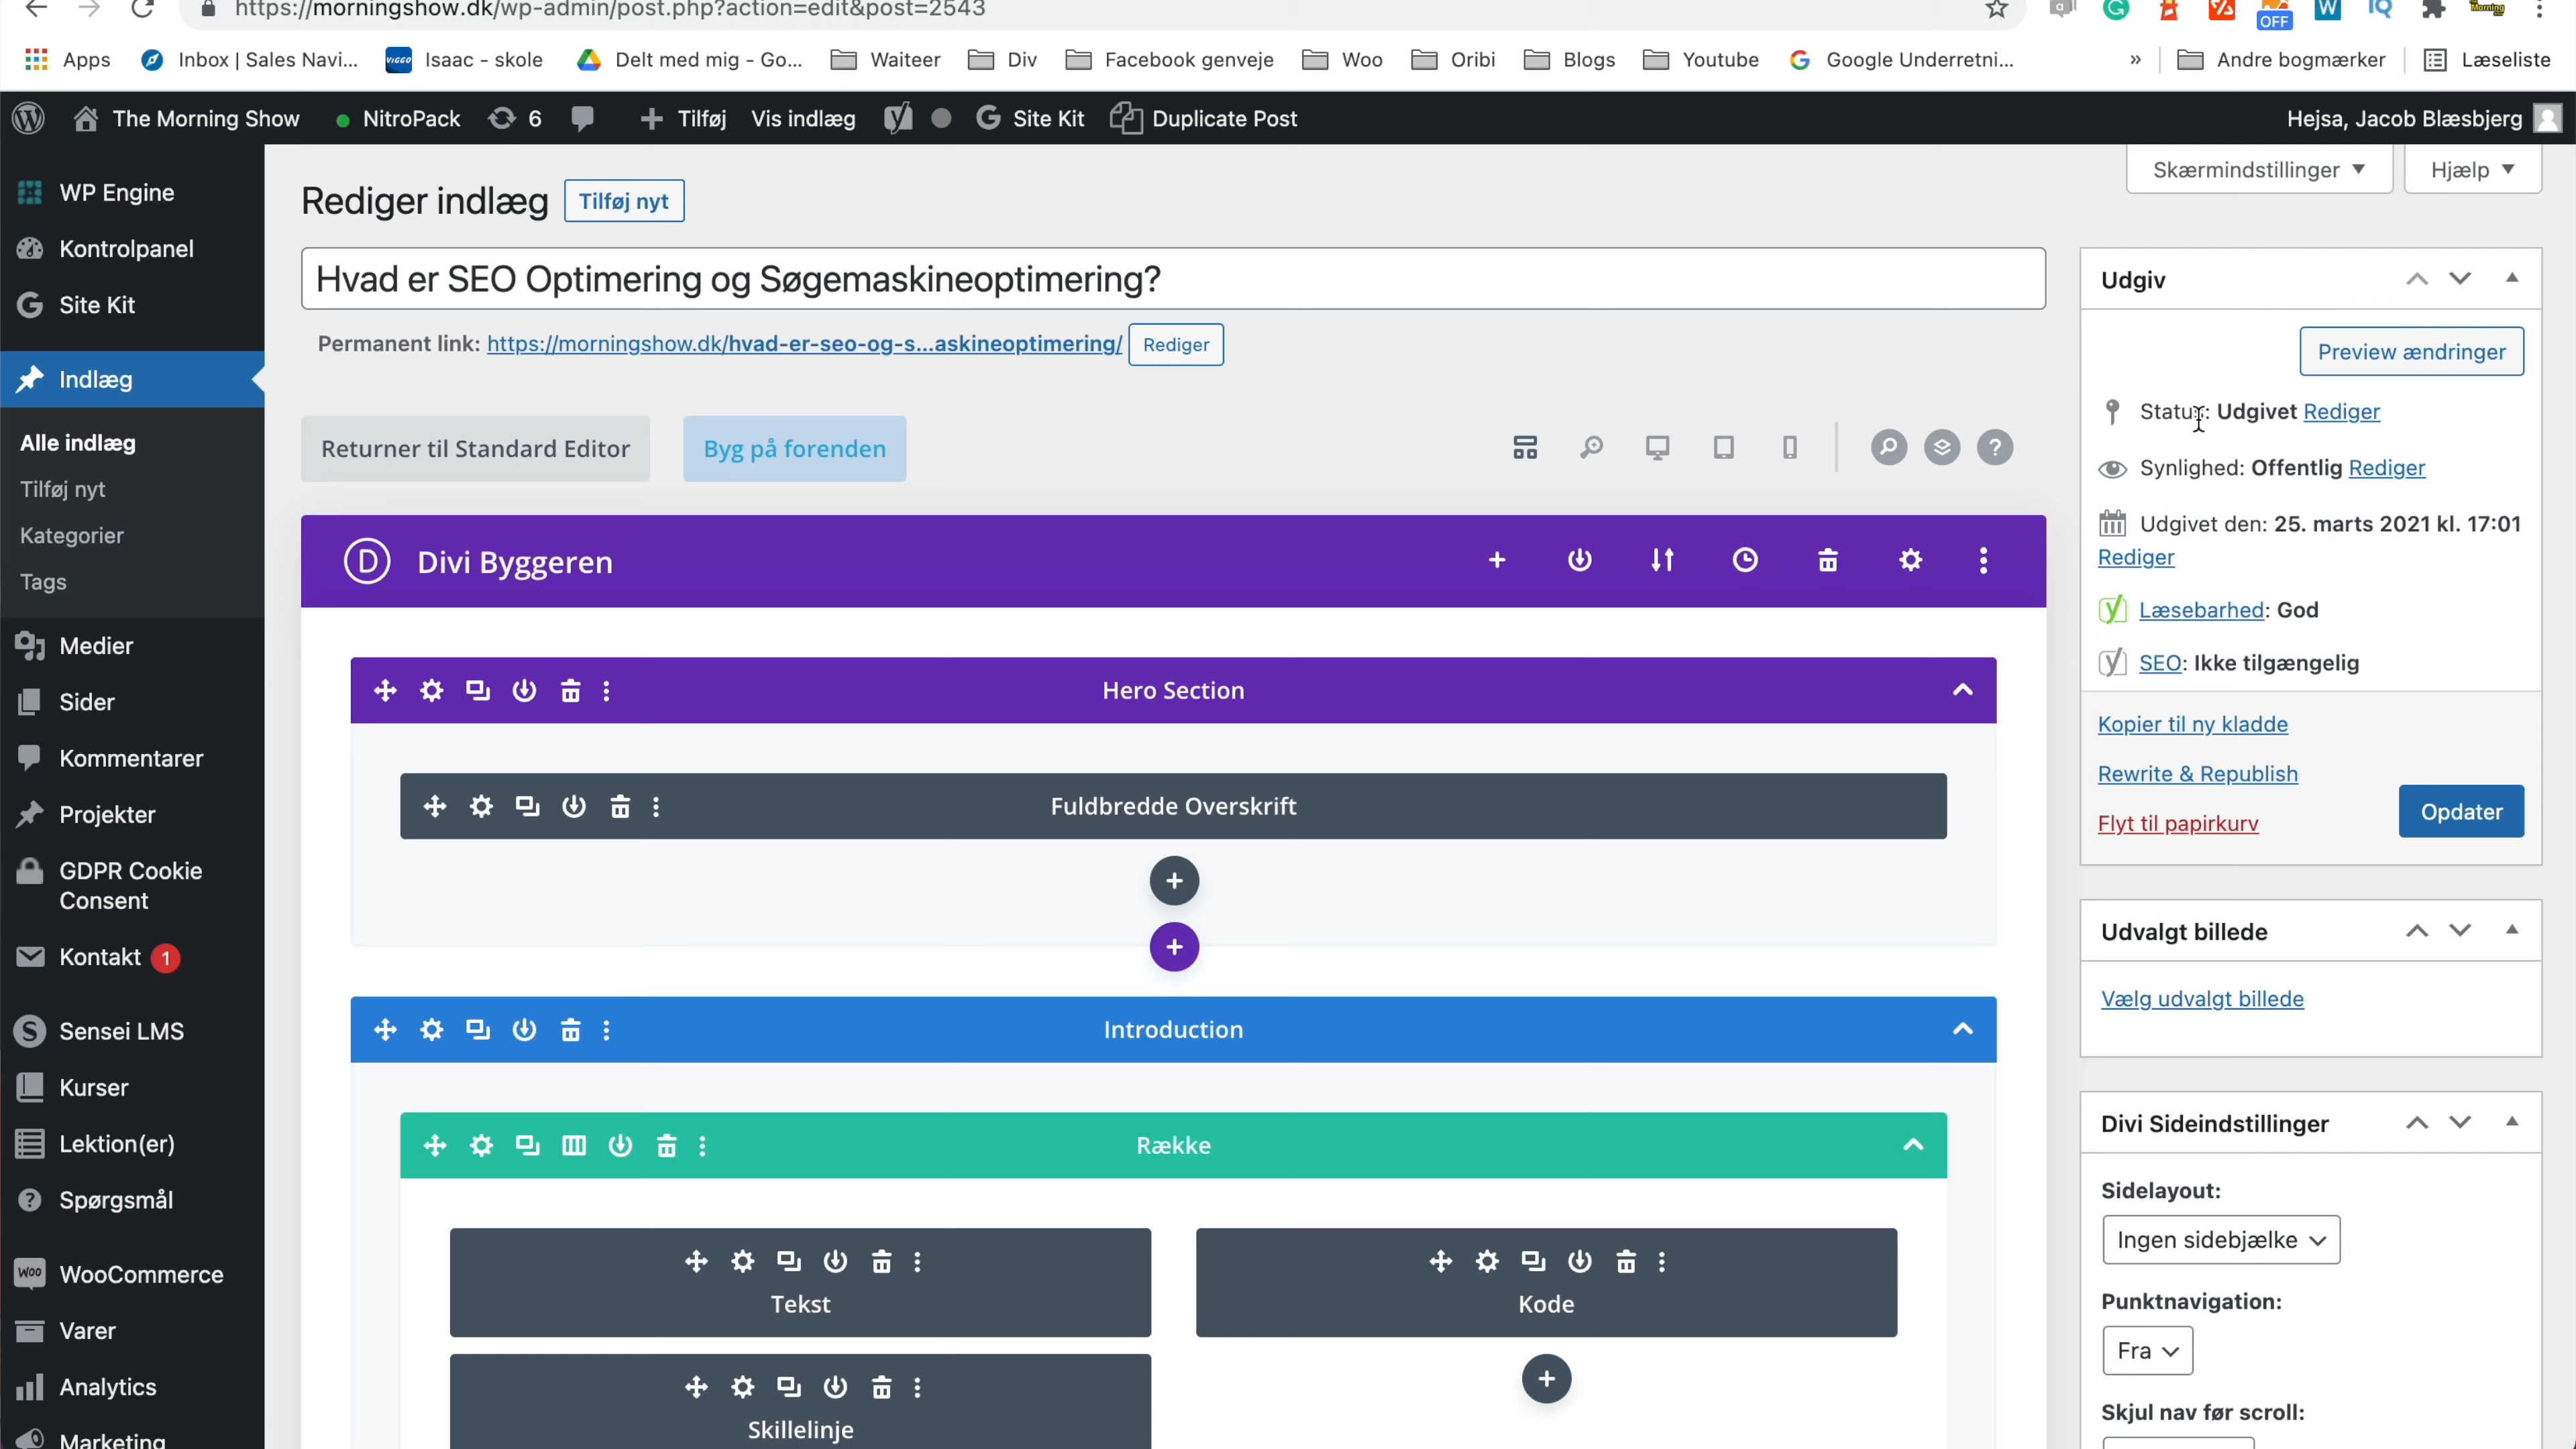 https://morningshow.dk/wp-admin/post.php?action=edit&post=2543
OFF
W
IQ
Morning
Apps
Inbox | Sales Navi...
VIGGO
Isaac - skole
Delt med mig - Go...
Waiteer
Div
Facebook genveje
Woo
Oribi
Blogs
Youtube
Google Underretni...
»
Andre bogmærker
Læseliste
The Morning Show
NitroPack
6
Tilføj
Vis indlæg
Site Kit
Duplicate Post
Hejsa, Jacob Blæsbjerg
WP Engine
Kontrolpanel
Site Kit
Indlæg
Alle indlæg
Tilføj nyt
Kategorier
Tags
Medier
Sider
Kommentarer
Projekter
GDPR Cookie
Consent
Kontakt 1
Sensei LMS
Kurser
Lektion(er)
Spørgsmål
WooCommerce
Varer
Analytics
Marketing
Skærmindstillinger
Hjælp
Rediger indlæg
Tilføj nyt
Hvad er SEO Optimering og Søgemaskineoptimering?
Permanent link: https://morningshow.dk/hvad-er-seo-og-s...askineoptimering/ Rediger
Returner til Standard Editor
Byg på forenden
Divi Byggeren
Hero Section
Fuldbredde Overskrift
Introduction
Række
Tekst
Kode
Skillelinje
Udgiv
Preview ændringer
Status: Udgivet Rediger
Synlighed: Offentlig Rediger
Udgivet den: 25. marts 2021 kl. 17:01
Rediger
Læsebarhed: God
SEO: Ikke tilgængelig
Kopier til ny kladde
Rewrite & Republish
Flyt til papirkurv
Opdater
Udvalgt billede
Vælg udvalgt billede
Divi Sideindstillinger
Sidelayout:
Ingen sidebjælke
Punktnavigation:
Fra
Skjul nav før scroll: